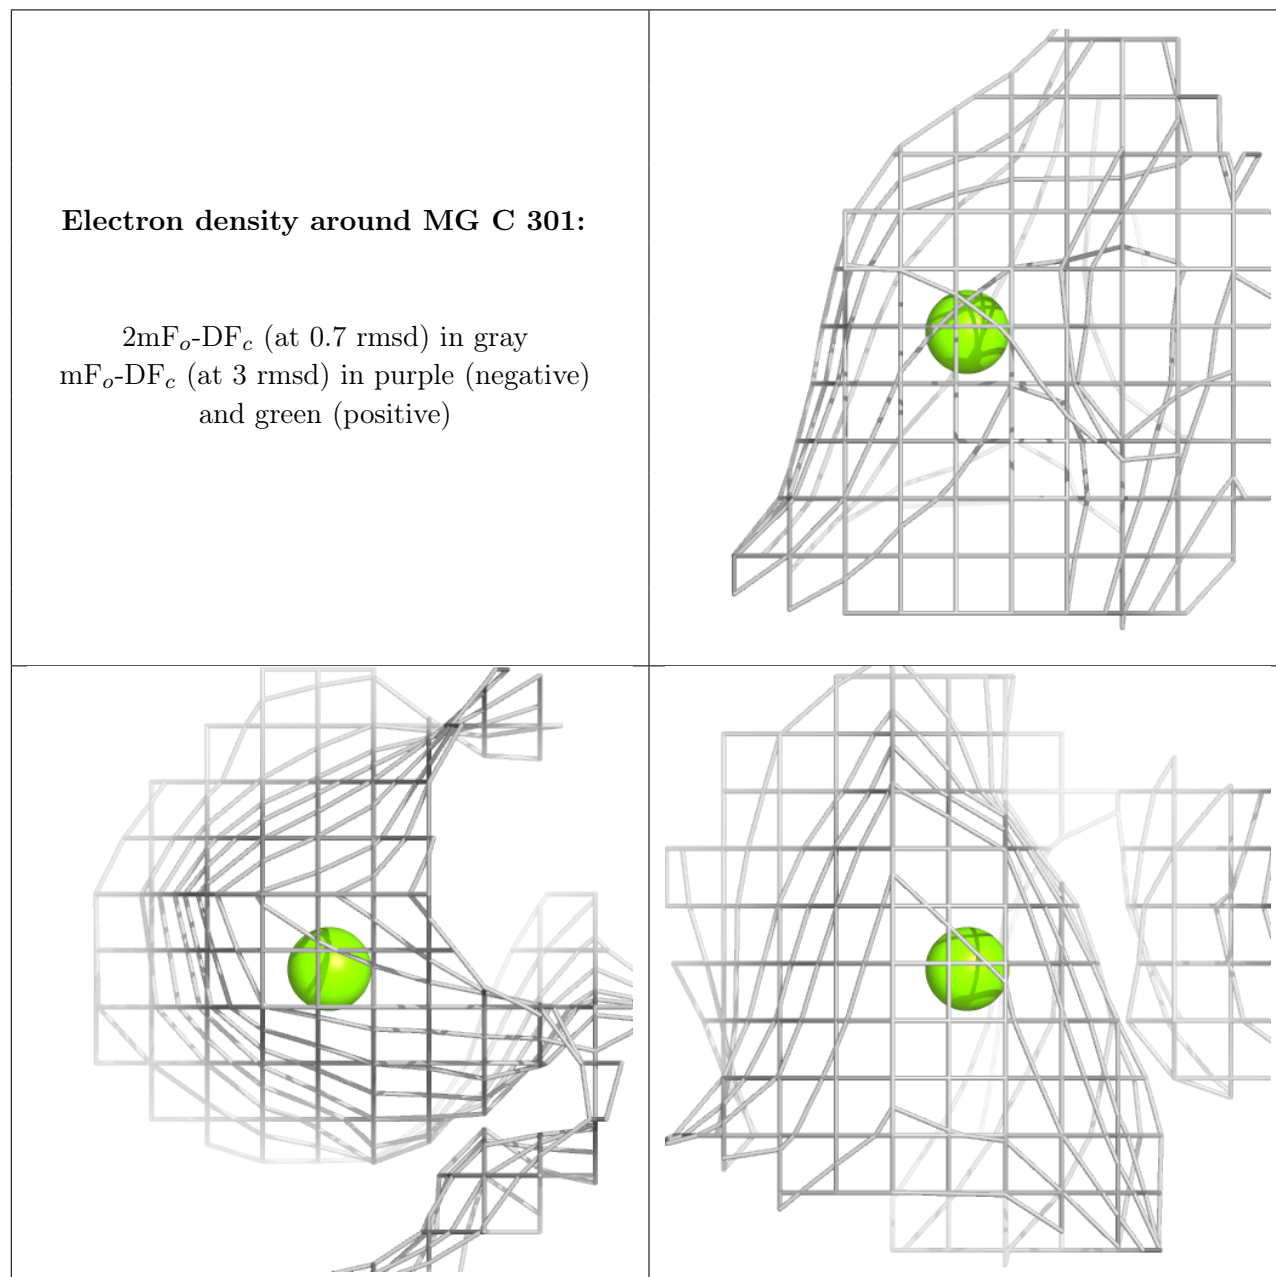 Electron density around MG C 301:
2mFo-DFc (at 0.7 rmsd) in gray
mFo-DFc (at 3 rmsd) in purple (negative)
and green (positive)